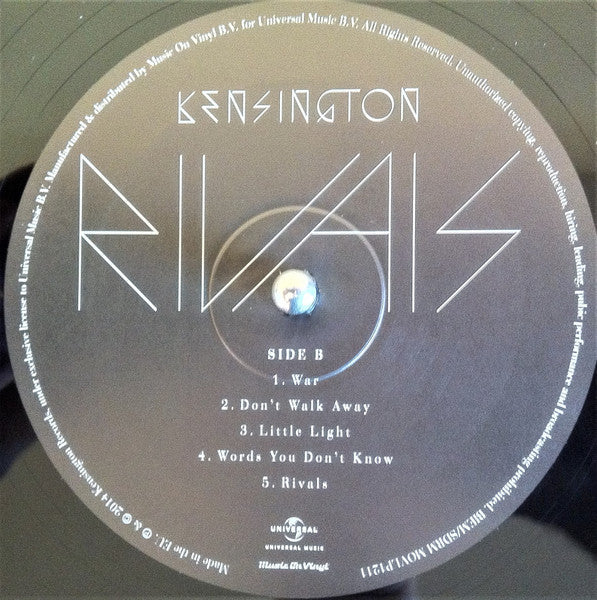 KENSINGTON
RIVALS
SIDE B
1. War
2. Don't Walk Away
3. Little Light
4. Words You Don't Know
5. Rivals
UNIVERSAL
UNIVERSAL MUSIC
Music On Vinyl
Made in the EU. ℗ & © 2014 Kensington Records, under exclusive license to Universal Music B.V. Manufactured & distributed by Music On Vinyl B.V. for Universal Music B.V. All Rights Reserved. Unauthorised copying, reproduction, hiring, lending, public performance and broadcasting prohibited. BIEM/SDRM MOVLP1211